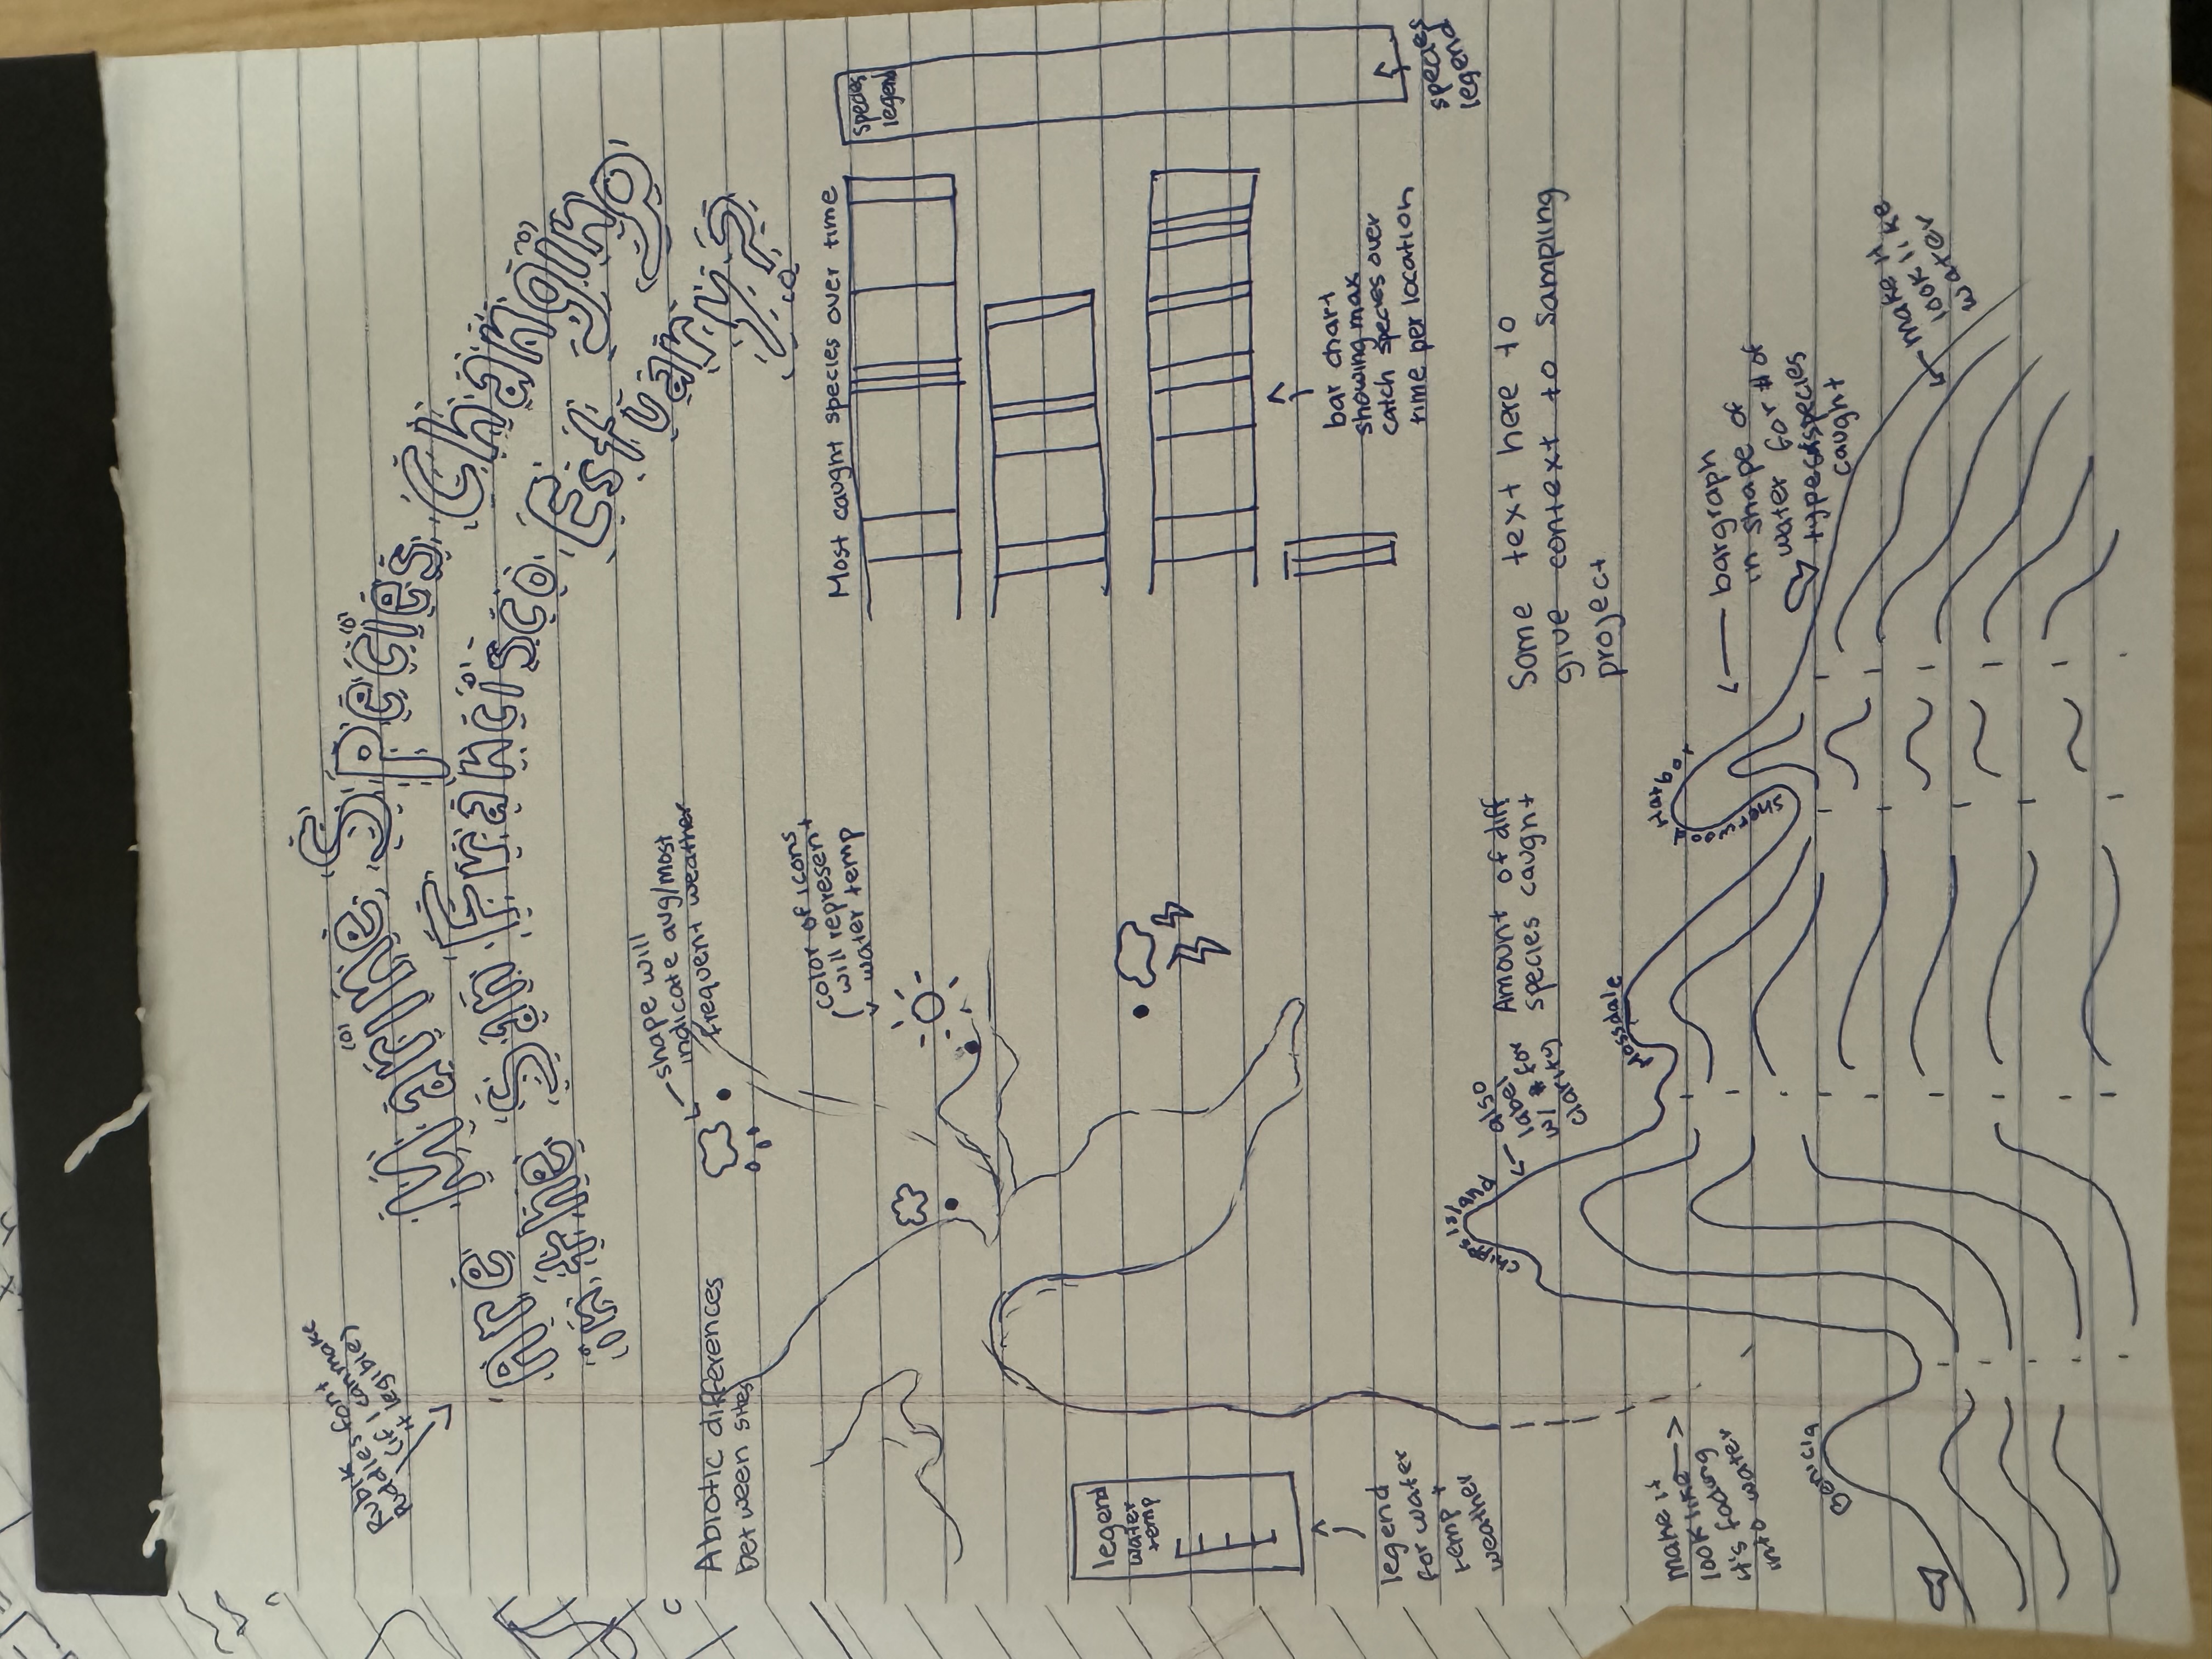 Rubik
Puddles font
(if I can make
it legible)
Are Marine Species Changing
in the San Francisco Estuary?
Abiotic differences
between sites
shape will
indicate avg/most
frequent weather
color of icons
will represent
water temp
Most caught species over time
species
legend
legend
water
temp
legend
for water
temp +
weather
bar chart
showing max
catch species over
time per location
species
legend
Chipps Island
also
label
w/ # for
clarity
Amount of diff
species caught
Some text here to
give context to sampling
project
make it
look like
it's fading
into water
Mossdale
Sherwood Harbor
Benicia
bargraph
in shape of
water for # of
type of species
caught
make it
look like
water